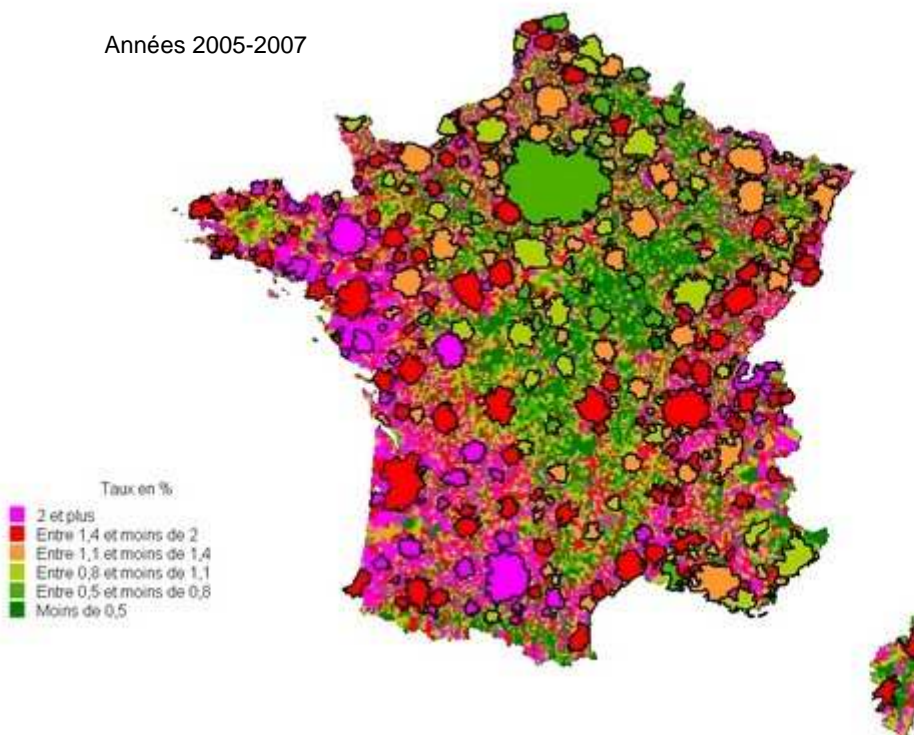 Années 2005-2007
Taux en %
2 et plus
Entre 1,4 et moins de 2
Entre 1,1 et moins de 1,4
Entre 0,8 et moins de 1,1
Entre 0,5 et moins de 0,8
Moins de 0,5